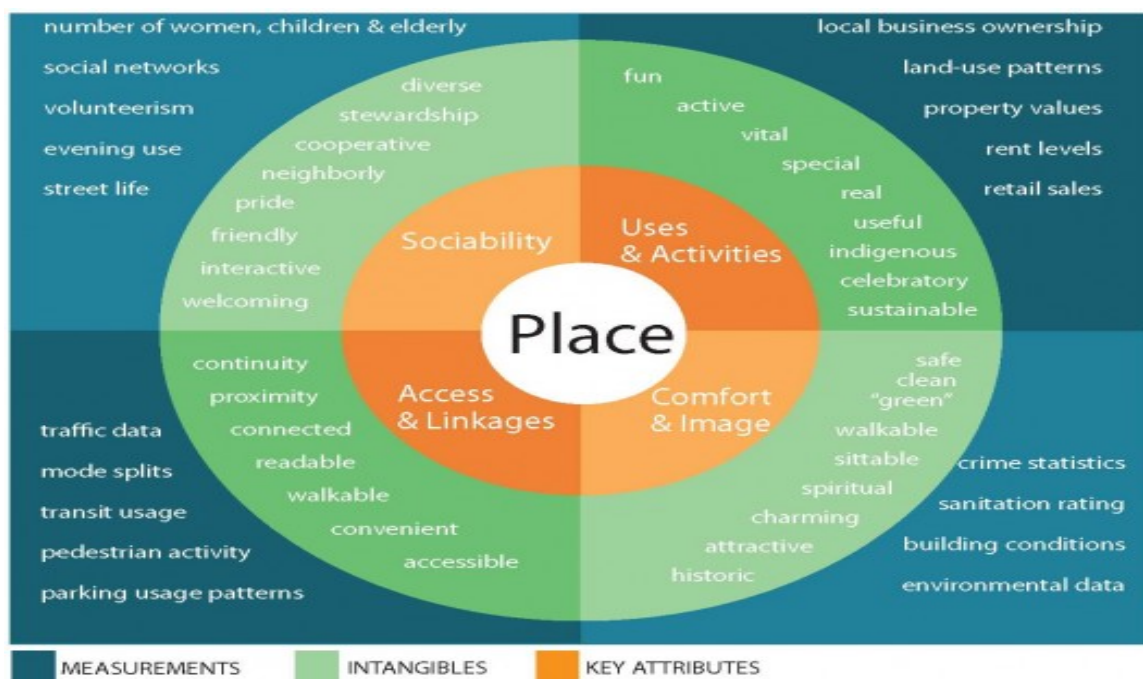 number of women, children & elderly
social networks
volunteerism
evening use
street life
diverse
stewardship
cooperative
neighborly
pride
friendly
interactive
welcoming
Sociability
fun
active
vital
special
real
useful
indigenous
celebratory
sustainable
Uses
& Activities
local business ownership
land-use patterns
property values
rent levels
retail sales
Place
continuity
proximity
connected
readable
walkable
convenient
accessible
Access
& Linkages
traffic data
mode splits
transit usage
pedestrian activity
parking usage patterns
Comfort
& Image
safe
clean
"green"
walkable
sittable
spiritual
charming
attractive
historic
crime statistics
sanitation rating
building conditions
environmental data
MEASUREMENTS
INTANGIBLES
KEY ATTRIBUTES